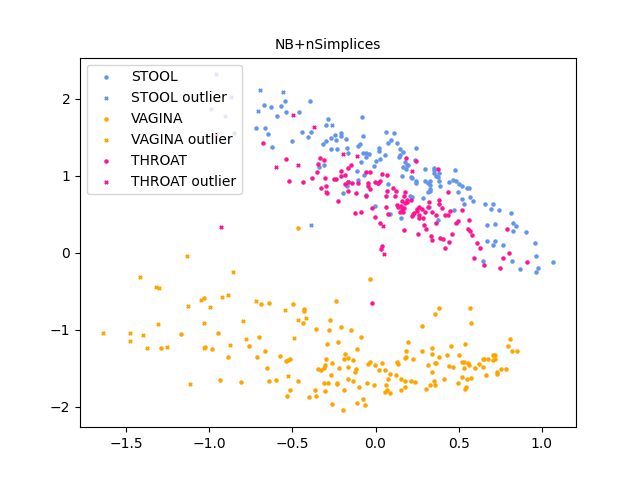 NB+nSimplices
STOOL
STOOL outlier
VAGINA
VAGINA outlier
THROAT
THROAT outlier
2
1
0
−1
−2
−1.5
−1.0
−0.5
0.0
0.5
1.0